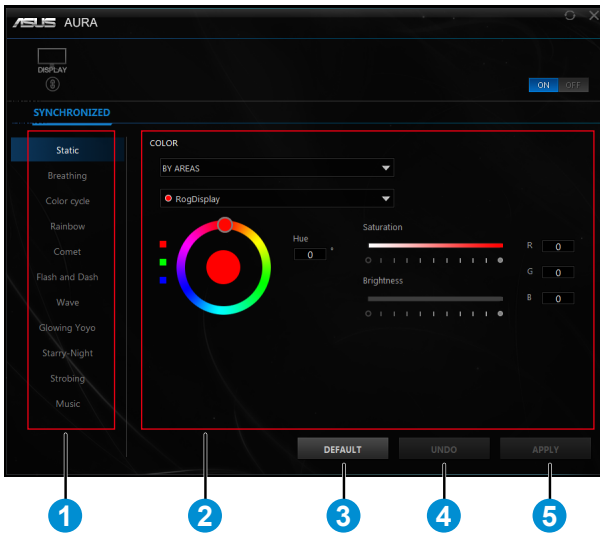 ASUS AURA
DISPLAY
ON OFF
SYNCHRONIZED
Static
Breathing
Color cycle
Rainbow
Comet
Flash and Dash
Wave
Glowing Yoyo
Starry-Night
Strobing
Music
COLOR
BY AREAS
RogDisplay
Hue
0 °
Saturation
Brightness
R 0
G 0
B 0
DEFAULT UNDO APPLY
1 2 3 4 5